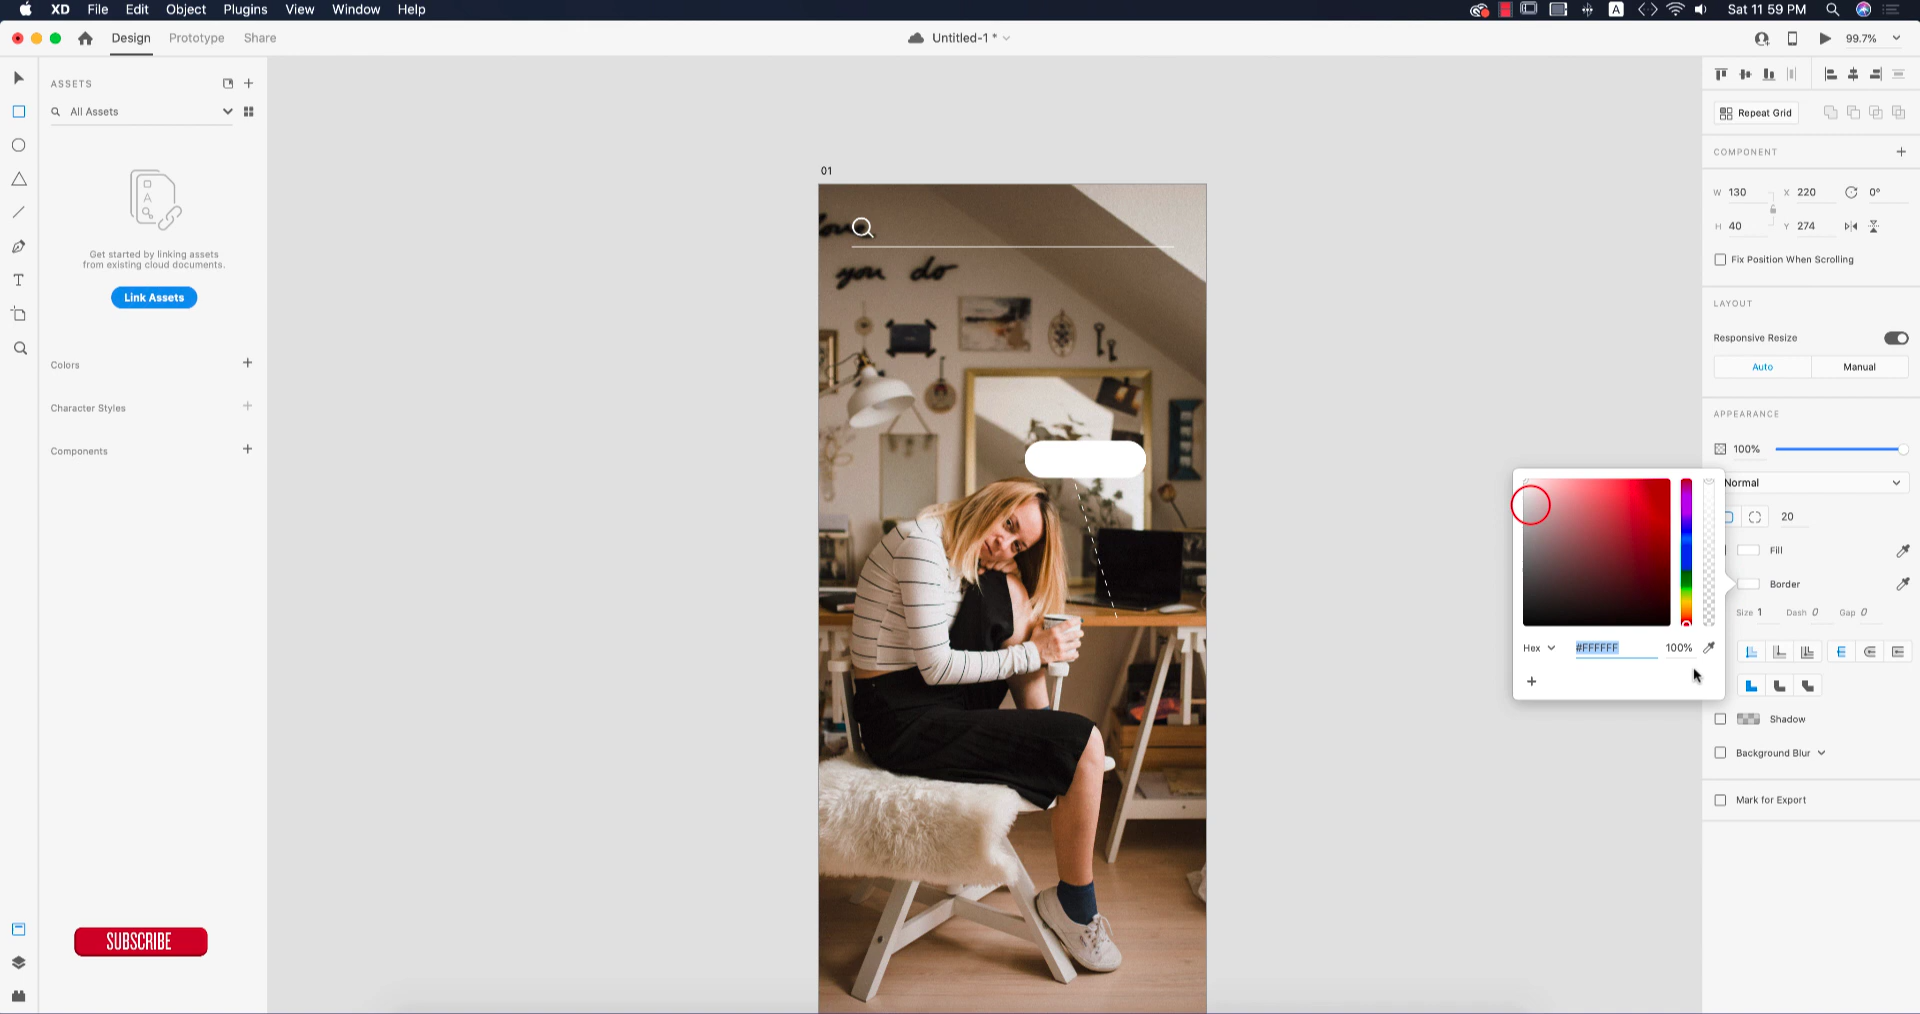 XD File Edit Object Plugins View Window Help
A Sat 11 59 PM
Design Prototype Share
Untitled-1 *
99.7%
ASSETS
All Assets
Get started by linking assets
from existing cloud documents.
Link Assets
Colors
Character Styles
Components
SUBSCRIBE
01
you do
Repeat Grid
COMPONENT
W 130 X 220 0°
H 40 Y 274
Fix Position When Scrolling
LAYOUT
Responsive Resize
Auto Manual
APPEARANCE
100%
Normal
20
Fill
Border
Size 1 Dash 0 Gap 0
Hex #FFFFFF 100%
Shadow
Background Blur
Mark for Export